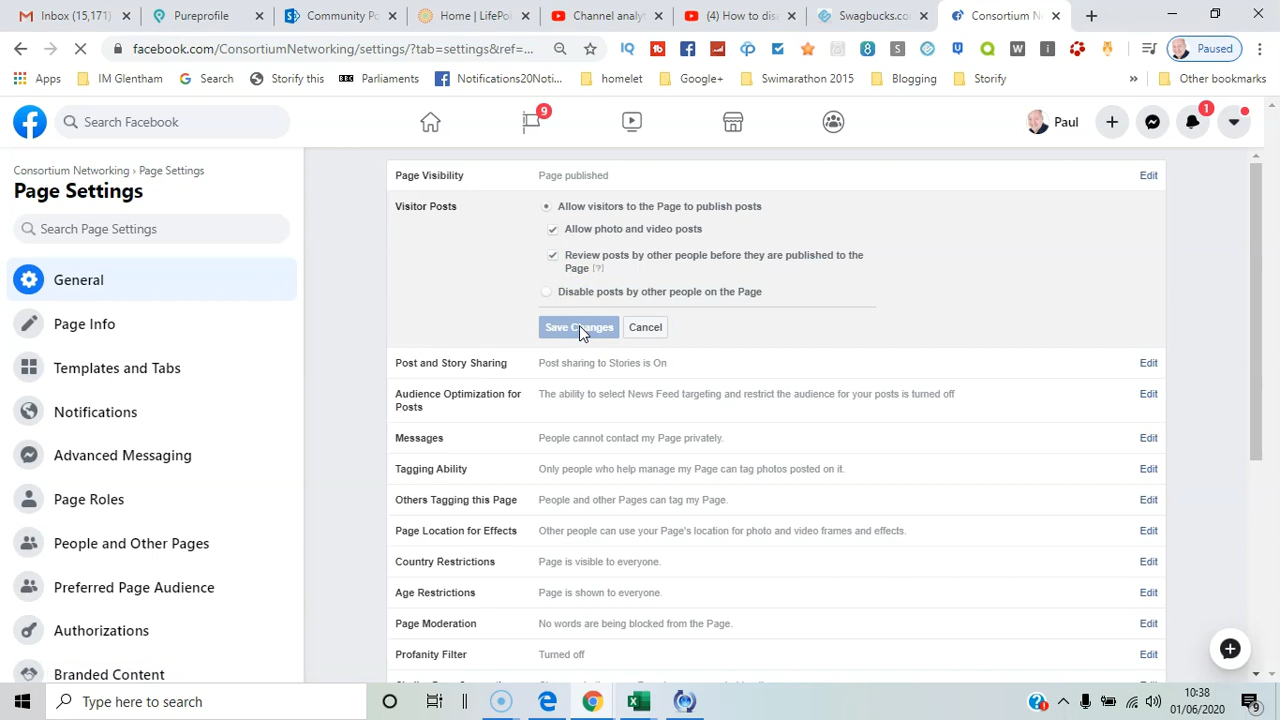 Inbox (15,171)
Pureprofile
Community Po
Home | LifePoi
Channel analyt
(4) How to disa
Swagbucks.co
Consortium N
facebook.com/ConsortiumNetworking/settings/?tab=settings&ref=...
Paused
Apps
IM Glentham
Search
Storify this
Parliaments
Notifications20Noti...
homelet
Google+
Swimarathon 2015
Blogging
Storify
»
Other bookmarks
Search Facebook
9
Paul
1
Consortium Networking › Page Settings
Page Settings
Search Page Settings
General
Page Info
Templates and Tabs
Notifications
Advanced Messaging
Page Roles
People and Other Pages
Preferred Page Audience
Authorizations
Branded Content
Page Visibility
Page published
Edit
Visitor Posts
Allow visitors to the Page to publish posts
Allow photo and video posts
Review posts by other people before they are published to the
Page [?]
Disable posts by other people on the Page
Save Changes
Cancel
Post and Story Sharing
Post sharing to Stories is On
Edit
Audience Optimization for
Posts
The ability to select News Feed targeting and restrict the audience for your posts is turned off
Edit
Messages
People cannot contact my Page privately.
Edit
Tagging Ability
Only people who help manage my Page can tag photos posted on it.
Edit
Others Tagging this Page
People and other Pages can tag my Page.
Edit
Page Location for Effects
Other people can use your Page's location for photo and video frames and effects.
Edit
Country Restrictions
Page is visible to everyone.
Edit
Age Restrictions
Page is shown to everyone.
Edit
Page Moderation
No words are being blocked from the Page.
Edit
Profanity Filter
Turned off
Edit
Type here to search
10:38
01/06/2020
9